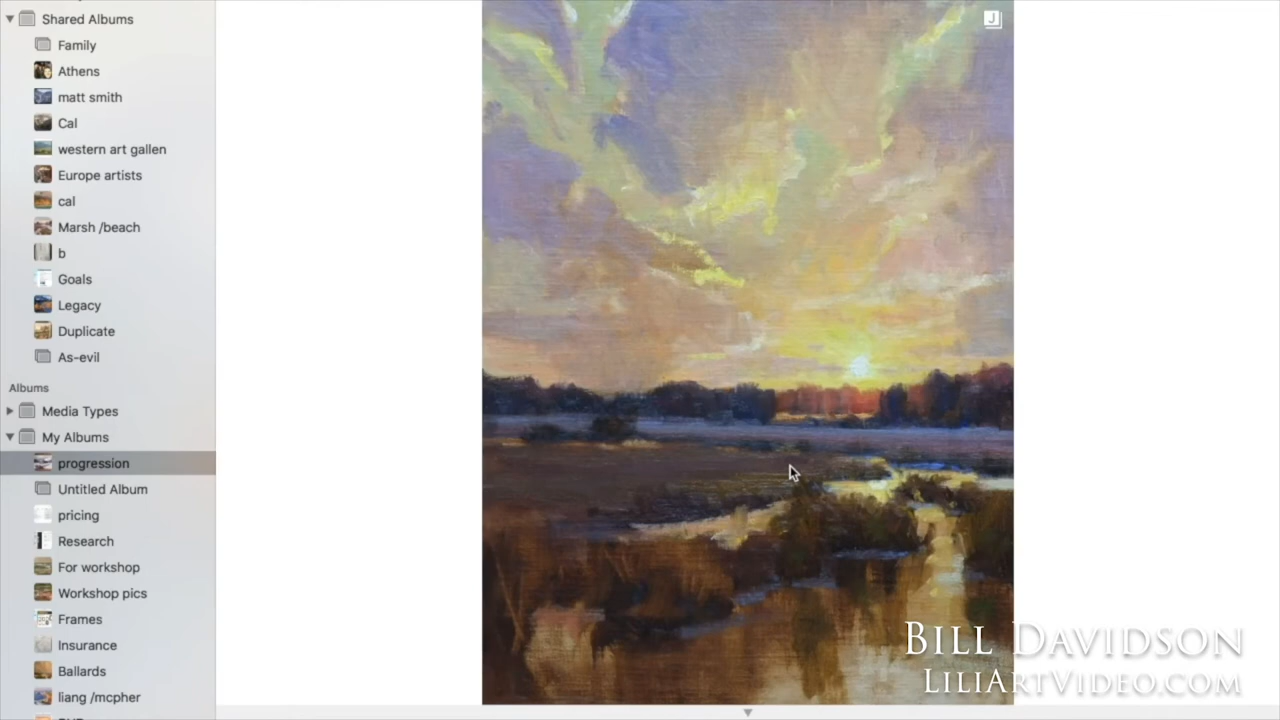 Shared Albums
Family
Athens
matt smith
Cal
western art gallen
Europe artists
cal
Marsh /beach
b
Goals
Legacy
Duplicate
As-evil
Albums
Media Types
My Albums
progression
Untitled Album
pricing
Research
For workshop
Workshop pics
Frames
Insurance
Ballards
liang /mcpher
J
BILL DAVIDSON
LILIARTVIDEO.COM